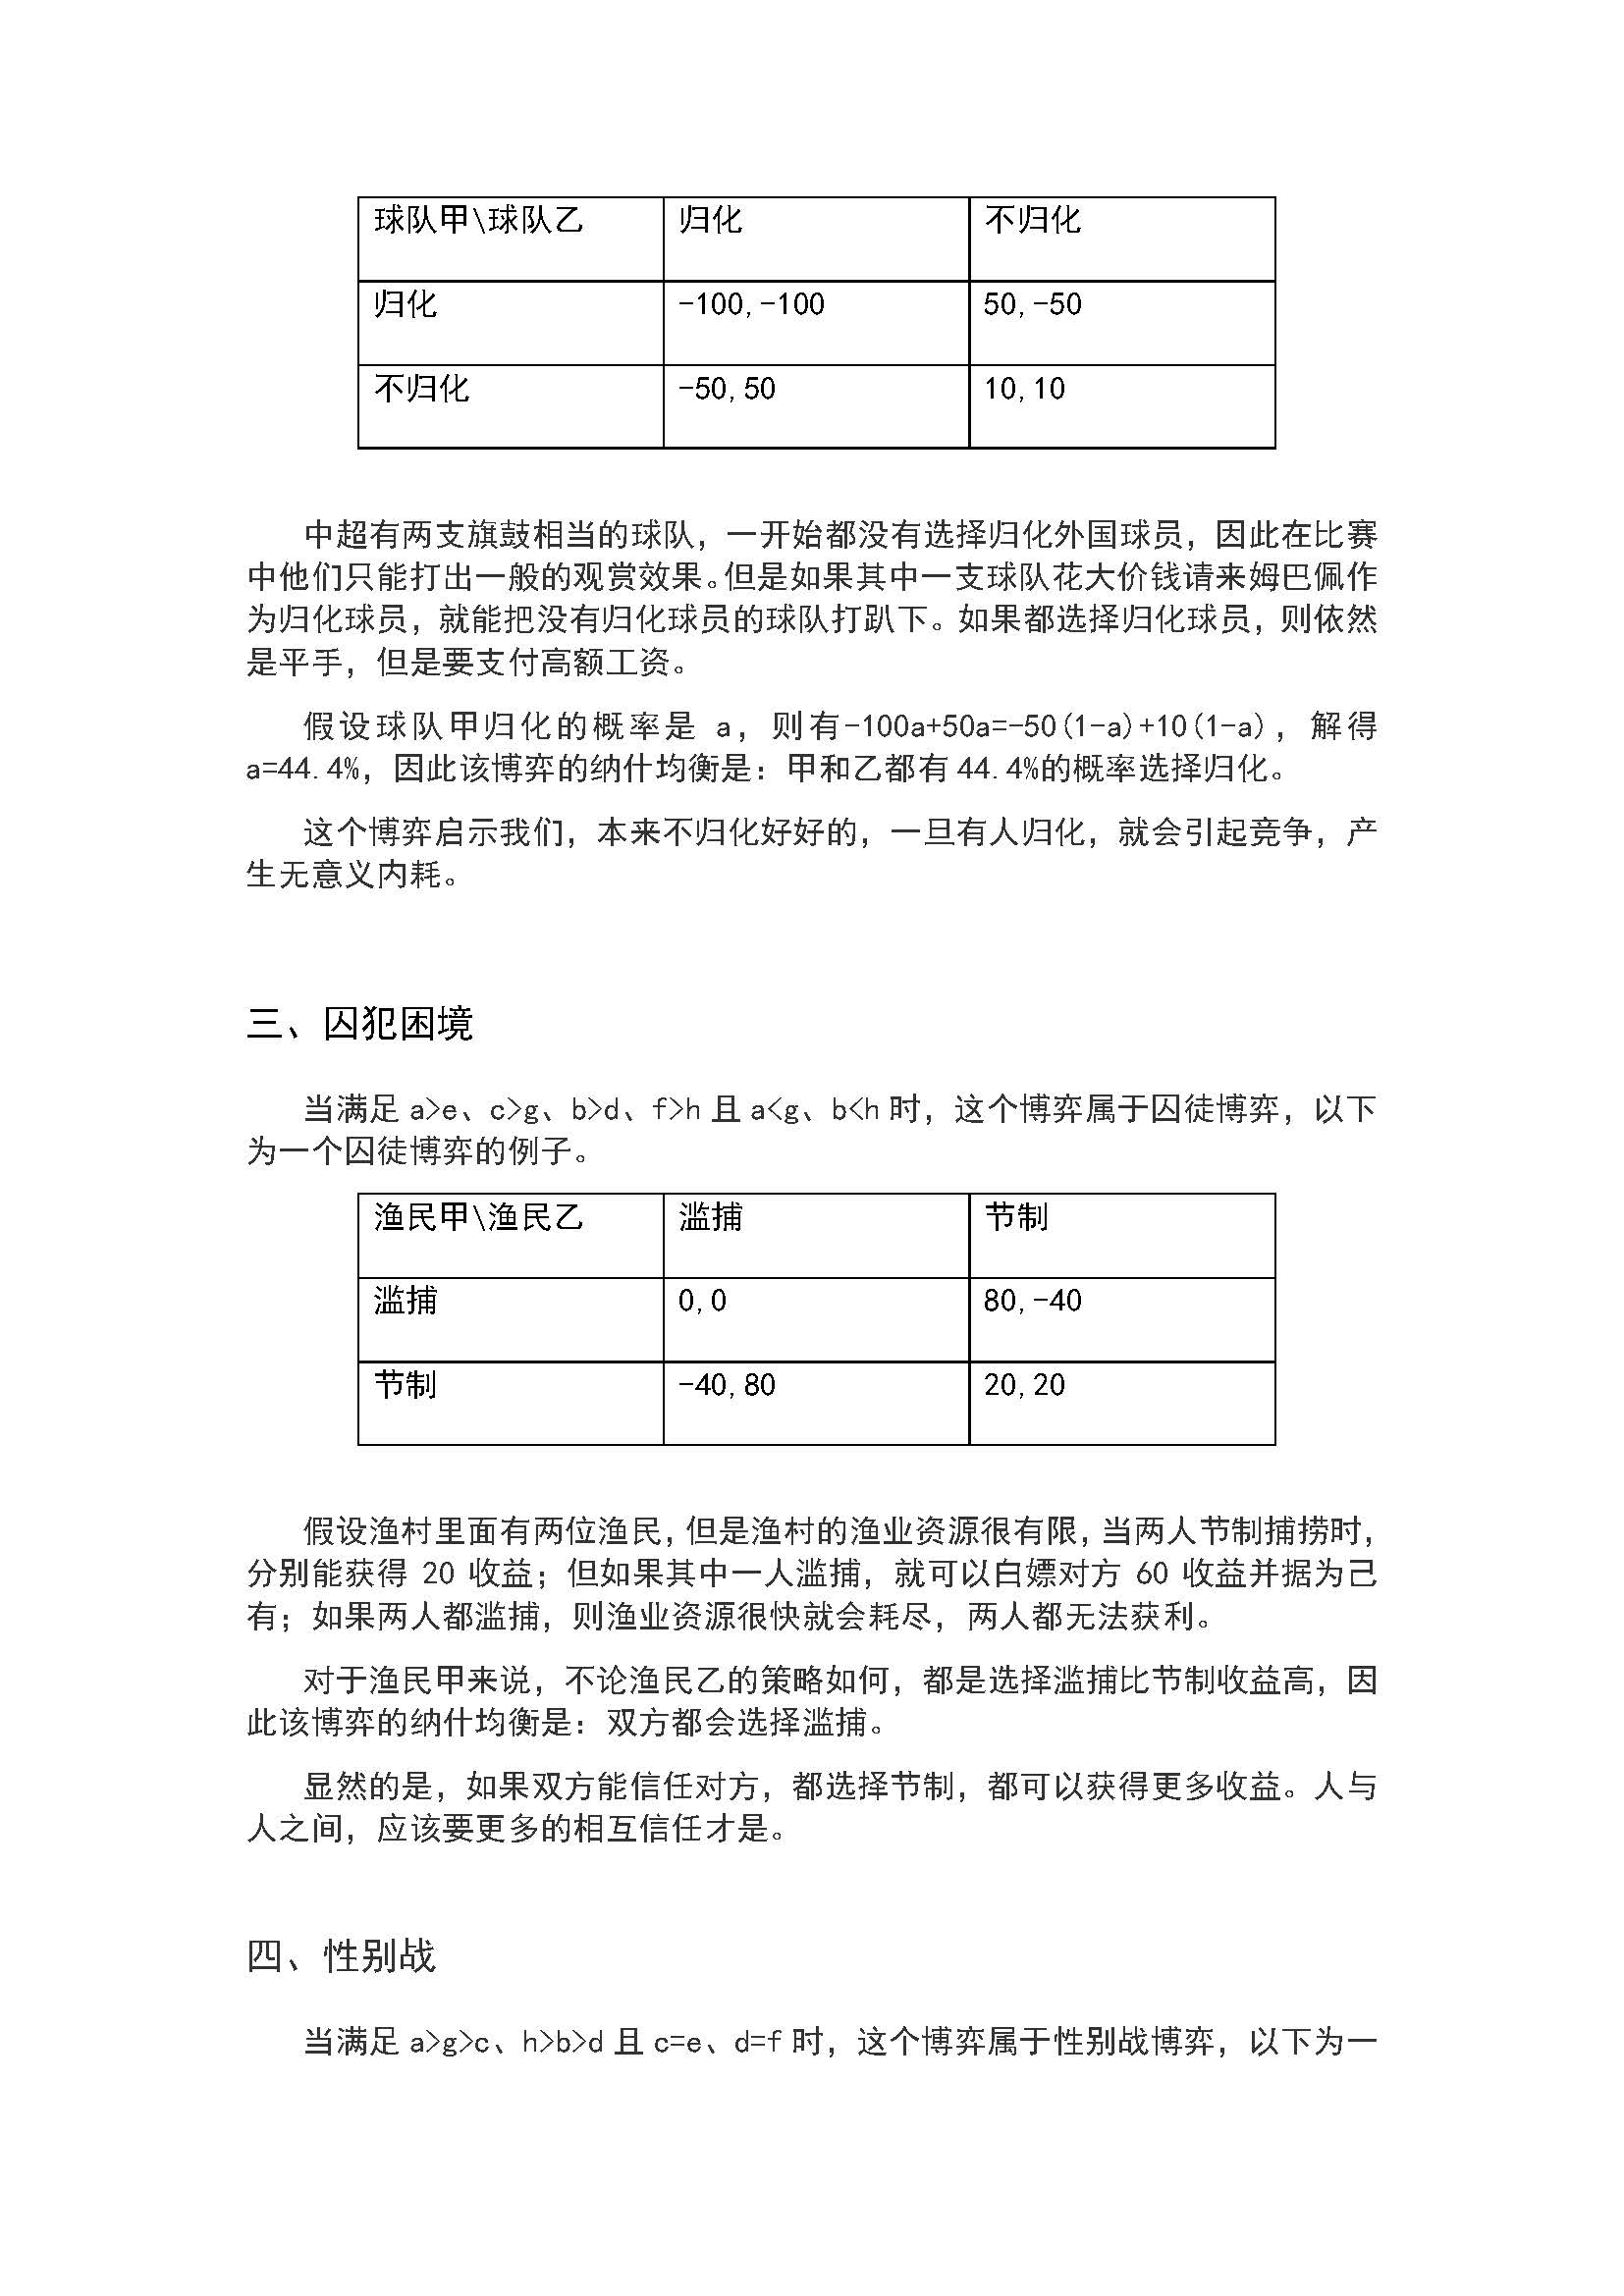 球队甲\球队乙 归化 不归化
归化 -100,-100 50,-50
不归化 -50,50 10,10
中超有两支旗鼓相当的球队，一开始都没有选择归化外国球员，因此在比赛
中他们只能打出一般的观赏效果。但是如果其中一支球队花大价钱请来姆巴佩作
为归化球员，就能把没有归化球员的球队打趴下。如果都选择归化球员，则依然
是平手，但是要支付高额工资。
假设球队甲归化的概率是 a，则有-100a+50a=-50(1-a)+10(1-a)，解得
a=44.4%，因此该博弈的纳什均衡是：甲和乙都有 44.4%的概率选择归化。
这个博弈启示我们，本来不归化好好的，一旦有人归化，就会引起竞争，产
生无意义内耗。
三、囚犯困境
当满足 a>e、c>g、b>d、f>h 且 a<g、b<h 时，这个博弈属于囚徒博弈，以下
为一个囚徒博弈的例子。
渔民甲\渔民乙 滥捕 节制
滥捕 0,0 80,-40
节制 -40,80 20,20
假设渔村里面有两位渔民，但是渔村的渔业资源很有限，当两人节制捕捞时，
分别能获得 20 收益；但如果其中一人滥捕，就可以白嫖对方 60 收益并据为己
有；如果两人都滥捕，则渔业资源很快就会耗尽，两人都无法获利。
对于渔民甲来说，不论渔民乙的策略如何，都是选择滥捕比节制收益高，因
此该博弈的纳什均衡是：双方都会选择滥捕。
显然的是，如果双方能信任对方，都选择节制，都可以获得更多收益。人与
人之间，应该要更多的相互信任才是。
四、性别战
当满足 a>g>c、h>b>d 且 c=e、d=f 时，这个博弈属于性别战博弈，以下为一